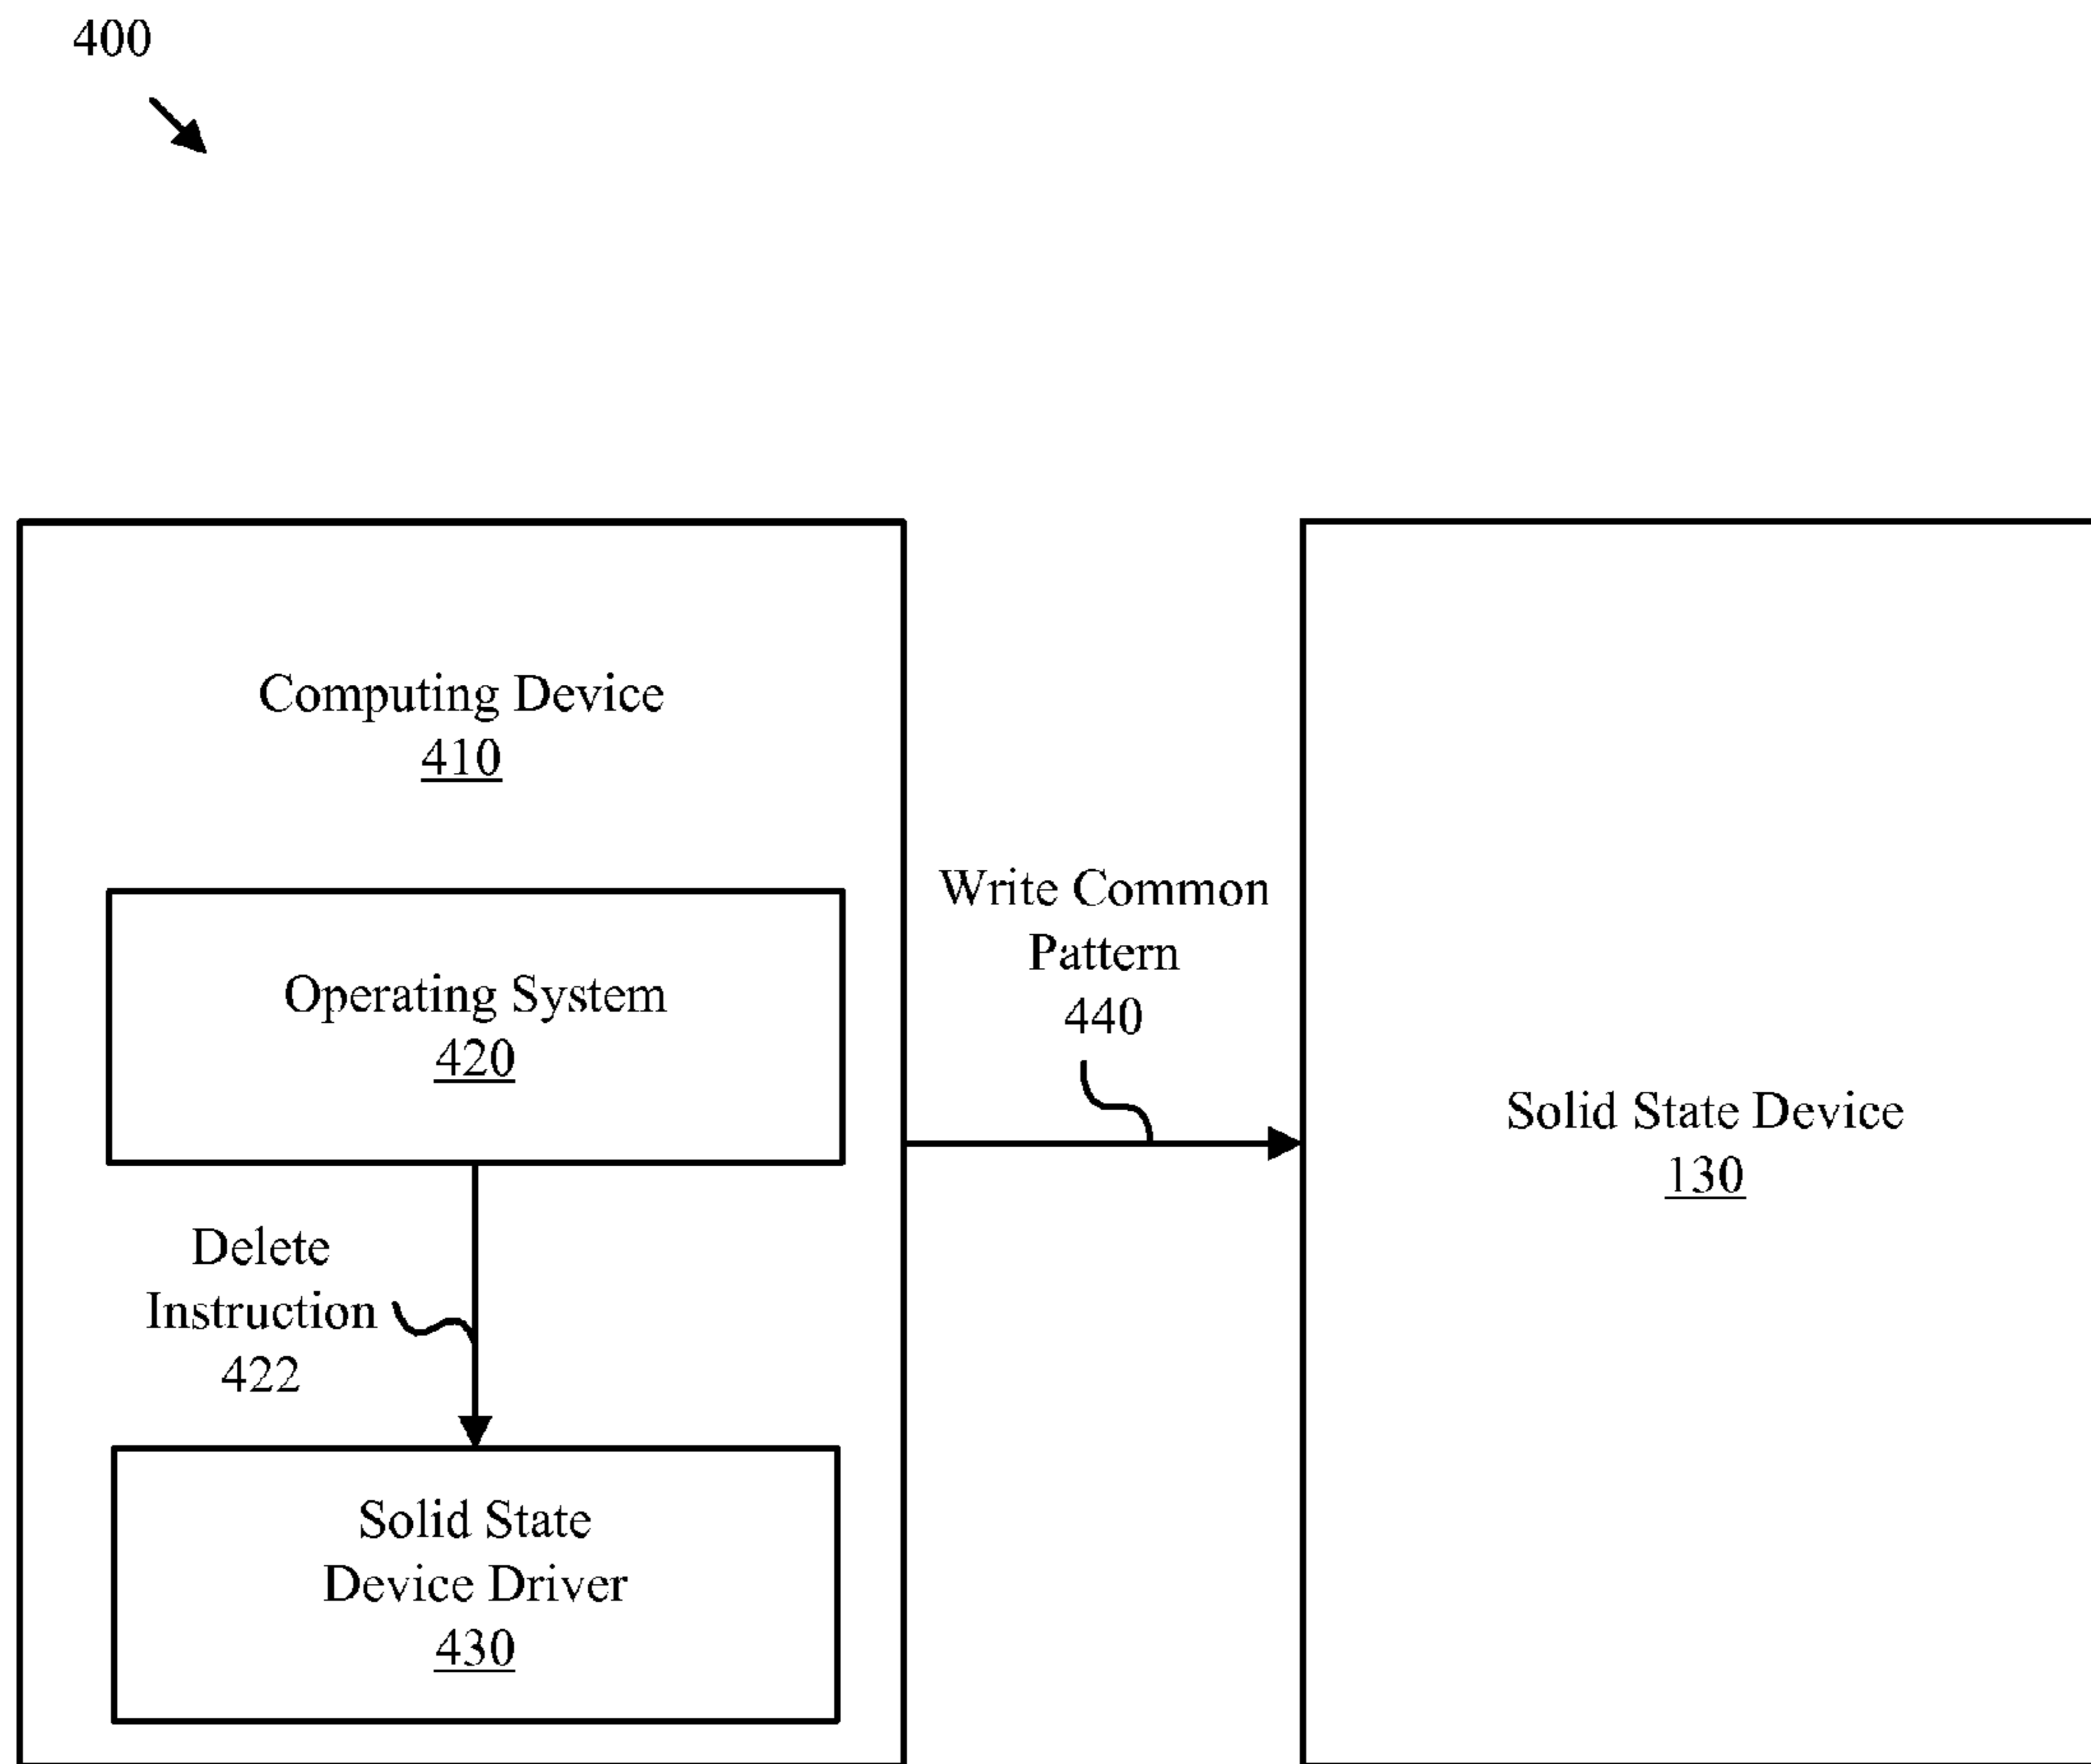 400
Computing Device
410
Operating System
420
Delete
Instruction
422
Solid State
Device Driver
430
Write Common
Pattern
440
Solid State Device
130